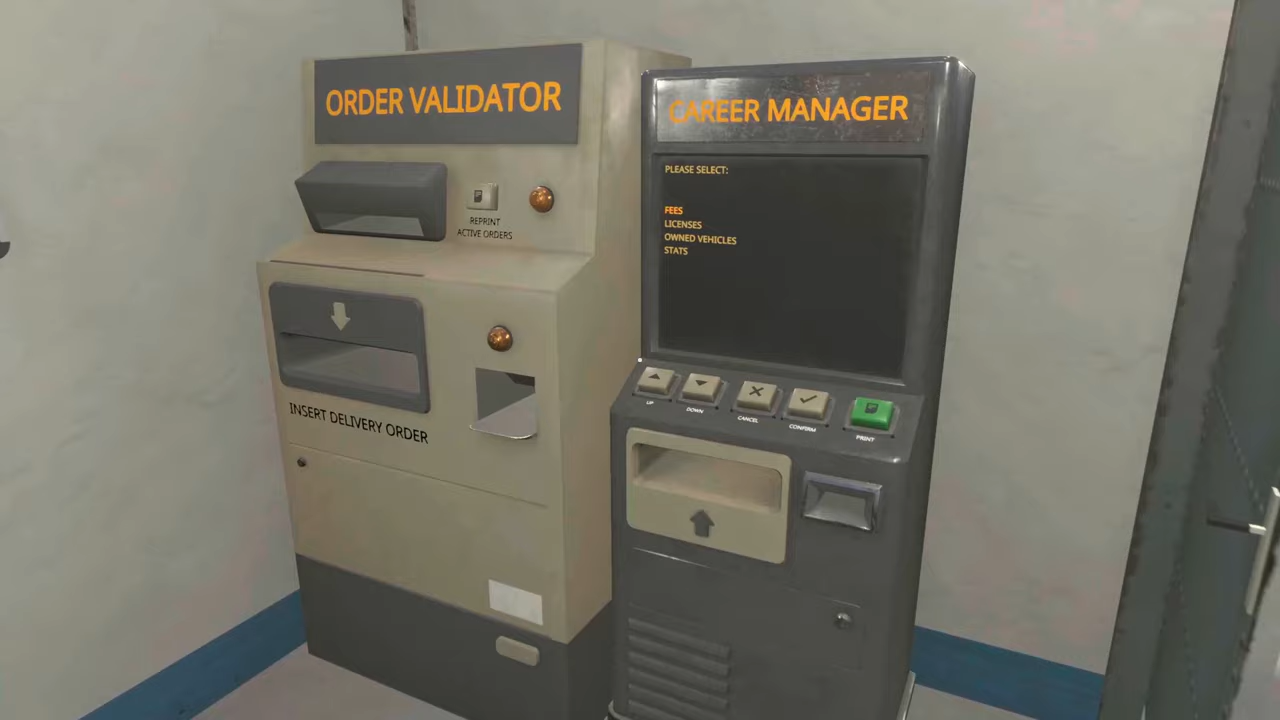 ORDER VALIDATOR
REPRINT
ACTIVE ORDERS
INSERT DELIVERY ORDER
CAREER MANAGER
PLEASE SELECT:
FEES
LICENSES
OWNED VEHICLES
STATS
UP
DOWN
CANCEL
CONFIRM
PRINT